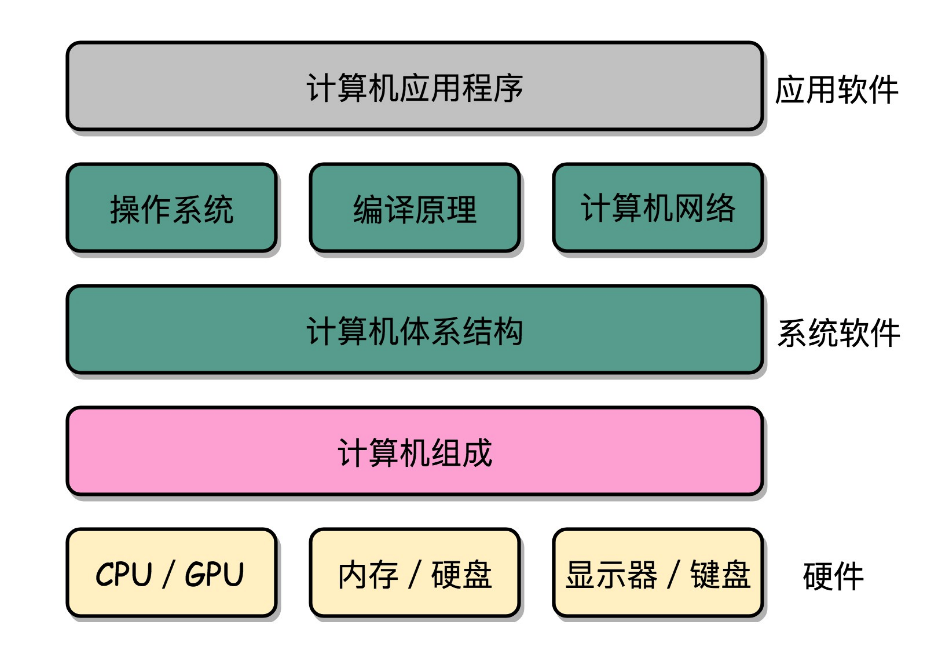 计算机应用程序
应用软件
操作系统
编译原理
计算机网络
计算机体系结构
系统软件
计算机组成
CPU / GPU
内存 / 硬盘
显示器 / 键盘
硬件